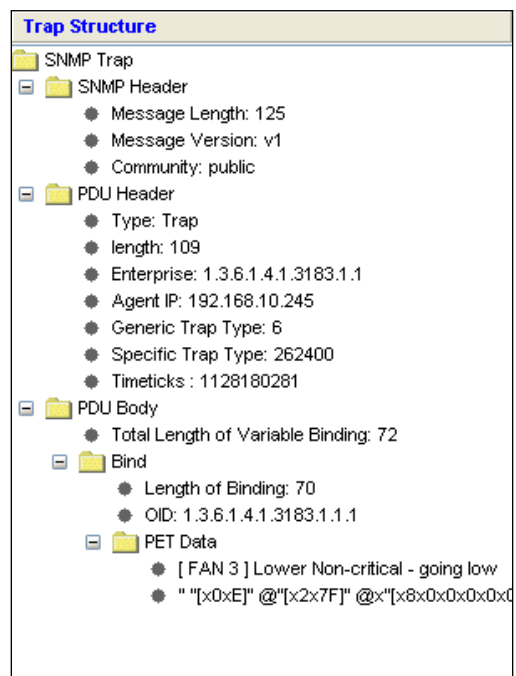 Trap Structure
SNMP Trap
SNMP Header
Message Length: 125
Message Version: v1
Community: public
PDU Header
Type: Trap
length: 109
Enterprise: 1.3.6.1.4.1.3183.1.1
Agent IP: 192.168.10.245
Generic Trap Type: 6
Specific Trap Type: 262400
Timeticks : 1128180281
PDU Body
Total Length of Variable Binding: 72
Bind
Length of Binding: 70
OID: 1.3.6.1.4.1.3183.1.1.1
PET Data
[ FAN 3 ] Lower Non-critical - going low
" "[x0xE]" @"[x2x7F]" @x"[x8x0x0x0x0x0